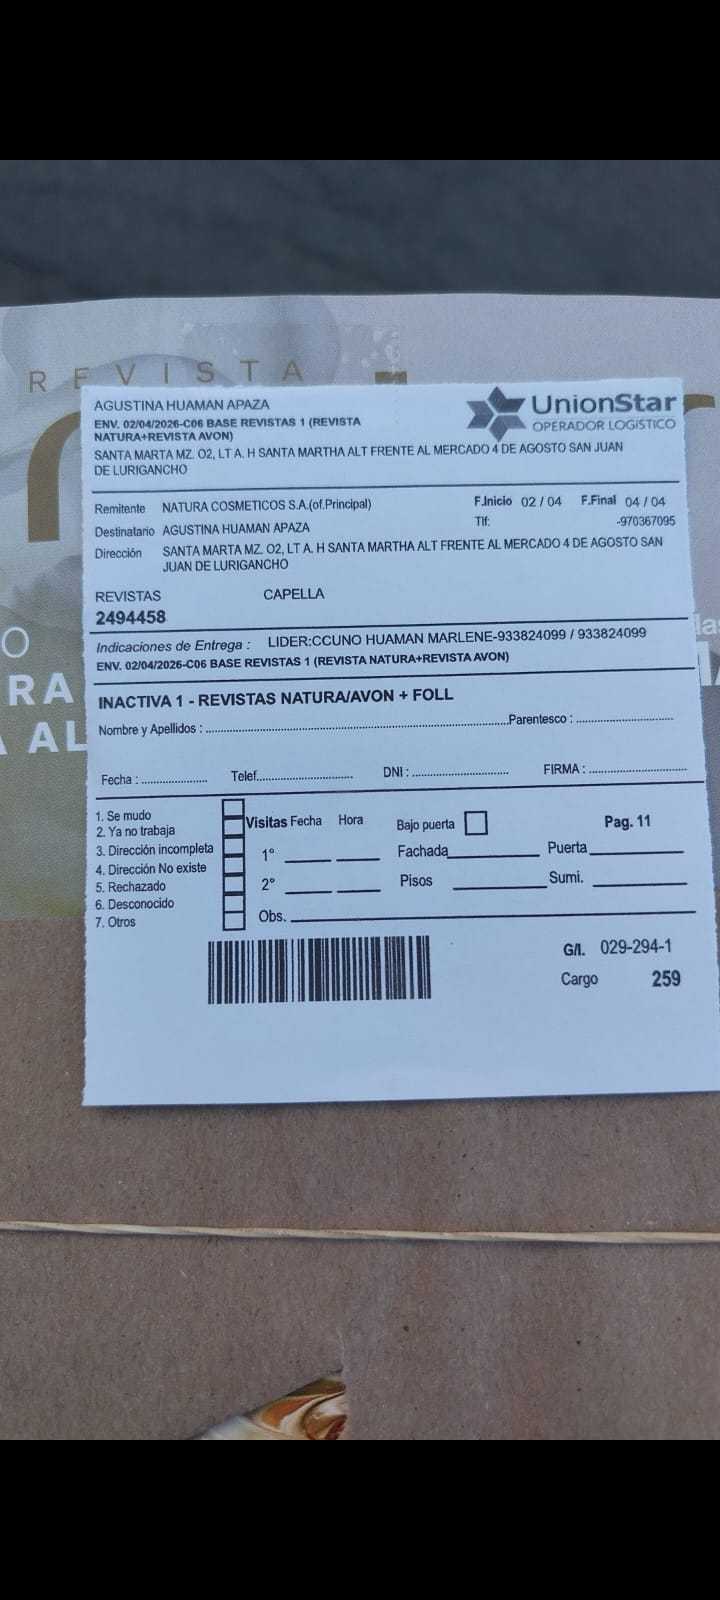 REVISTA
AGUSTINA HUAMAN APAZA
UnionStar
OPERADOR LOGÍSTICO
ENV. 02/04/2026-C06 BASE REVISTAS 1 (REVISTA
NATURA+REVISTA AVON)
SANTA MARTA MZ. O2, LT A. H SANTA MARTHA ALT FRENTE AL MERCADO 4 DE AGOSTO SAN JUAN
DE LURIGANCHO
Remitente NATURA COSMETICOS S.A.(of.Principal) F.Inicio 02 / 04 F.Final 04 / 04
Destinatario AGUSTINA HUAMAN APAZA Tlf: -970367095
Dirección SANTA MARTA MZ. O2, LT A. H SANTA MARTHA ALT FRENTE AL MERCADO 4 DE AGOSTO SAN
JUAN DE LURIGANCHO
REVISTAS CAPELLA
2494458
Indicaciones de Entrega : LIDER:CCUNO HUAMAN MARLENE-933824099 / 933824099
ENV. 02/04/2026-C06 BASE REVISTAS 1 (REVISTA NATURA+REVISTA AVON)
INACTIVA 1 - REVISTAS NATURA/AVON + FOLL
Nombre y Apellidos : Parentesco :
Fecha : Telef. DNI : FIRMA :
1. Se mudo
2. Ya no trabaja
3. Dirección incompleta
4. Dirección No existe
5. Rechazado
6. Desconocido
7. Otros
Visitas Fecha Hora Bajo puerta Pag. 11
1° Fachada Puerta
2° Pisos Sumi.
Obs.
G/I. 029-294-1
Cargo 259
O
RA
AL